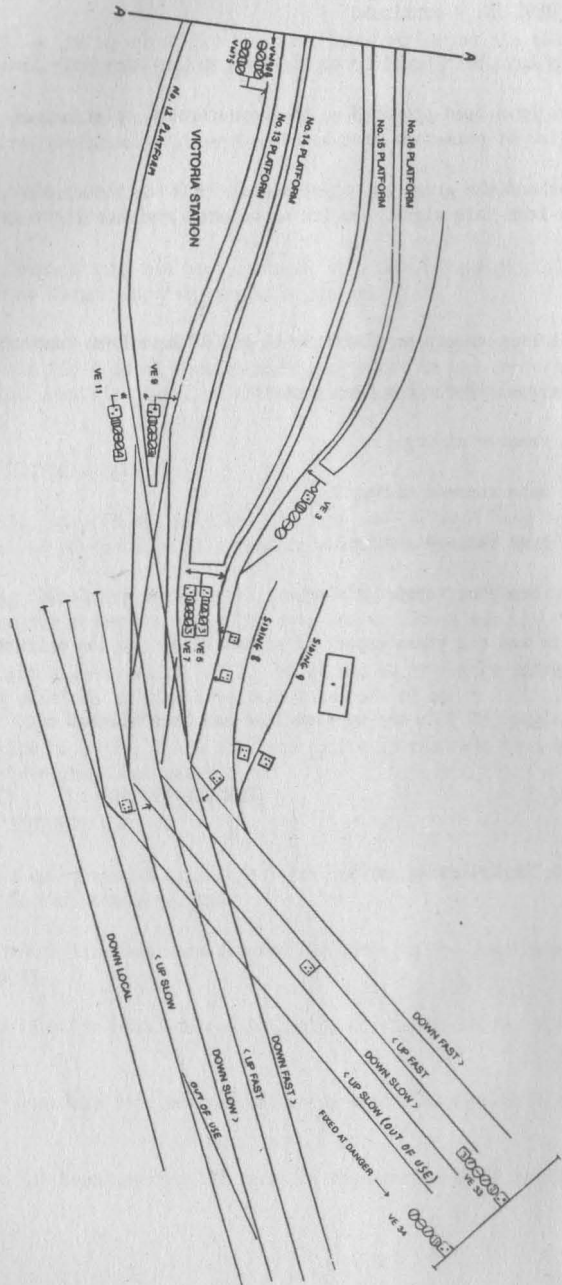 A
A
No. 12 PLATFORM
VICTORIA STATION
No. 13 PLATFORM
No. 14 PLATFORM
No. 15 PLATFORM
No. 16 PLATFORM
VE 11
VE 9
VE 3
VE 7
VE 5
SIDING 8
SIDING 9
DOWN LOCAL
< UP SLOW
DOWN SLOW >
OUT OF USE
< UP FAST
DOWN FAST >
DOWN FAST >
< UP FAST
DOWN SLOW >
< UP SLOW (OUT OF USE)
FIXED AT DANGER
VE 33
VE 34